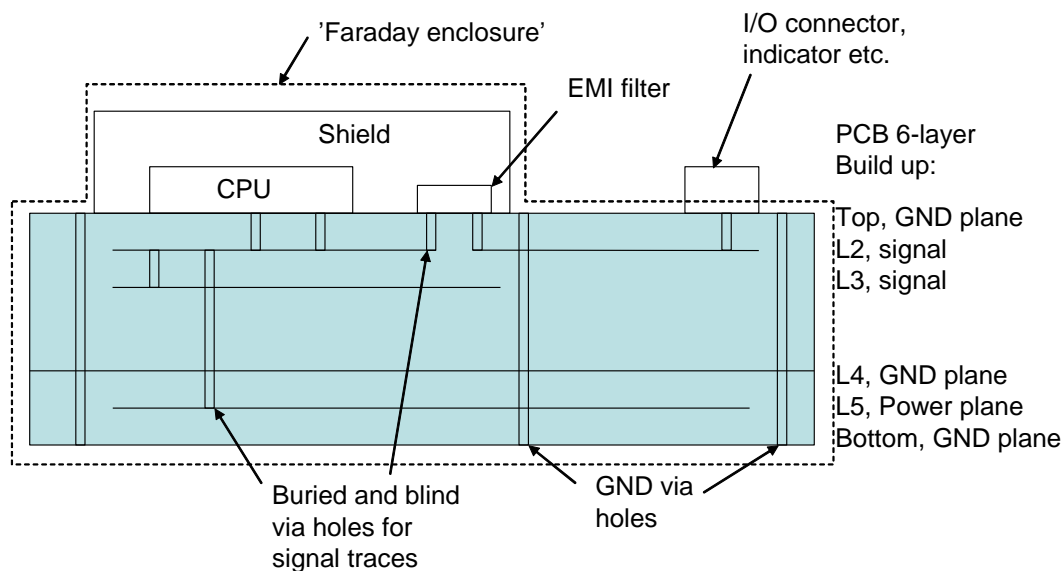 ’Faraday enclosure’
I/O connector,
indicator etc.
EMI filter
Shield
CPU
PCB 6-layer
Build up:
Top, GND plane
L2, signal
L3, signal
L4, GND plane
L5, Power plane
Bottom, GND plane
Buried and blind
via holes for
signal traces
GND via
holes